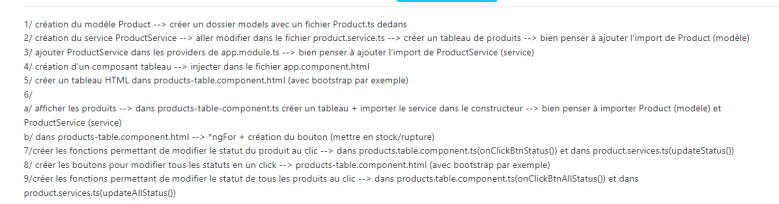 1/ création du modèle Product --> créer un dossier models avec un fichier Product.ts dedans
2/ création du service ProductService --> aller modifier dans le fichier product.service.ts --> créer un tableau de produits --> bien penser à ajouter l'import de Product (modèle)
3/ ajouter ProductService dans les providers de app.module.ts --> bien penser à ajouter l'import de ProductService (service)
4/ création d'un composant tableau --> injecter dans le fichier app.component.html
5/ créer un tableau HTML dans products-table.component.html (avec bootstrap par exemple)
6/
a/ afficher les produits --> dans products-table-component.ts créer un tableau + importer le service dans le constructeur --> bien penser à importer Product (modèle) et
ProductService (service)
b/ dans products-table.component.html --> *ngFor + création du bouton (mettre en stock/rupture)
7/créer les fonctions permettant de modifier le statut du produit au clic --> dans products.table.component.ts(onClickBtnStatus()) et dans product.services.ts(updateStatus())
8/ créer les boutons pour modifier tous les statuts en un click --> products-table.component.html (avec bootstrap par exemple)
9/créer les fonctions permettant de modifier le statut de tous les produits au clic --> dans products.table.component.ts(onClickBtnAllStatus()) et dans
product.services.ts(updateAllStatus())